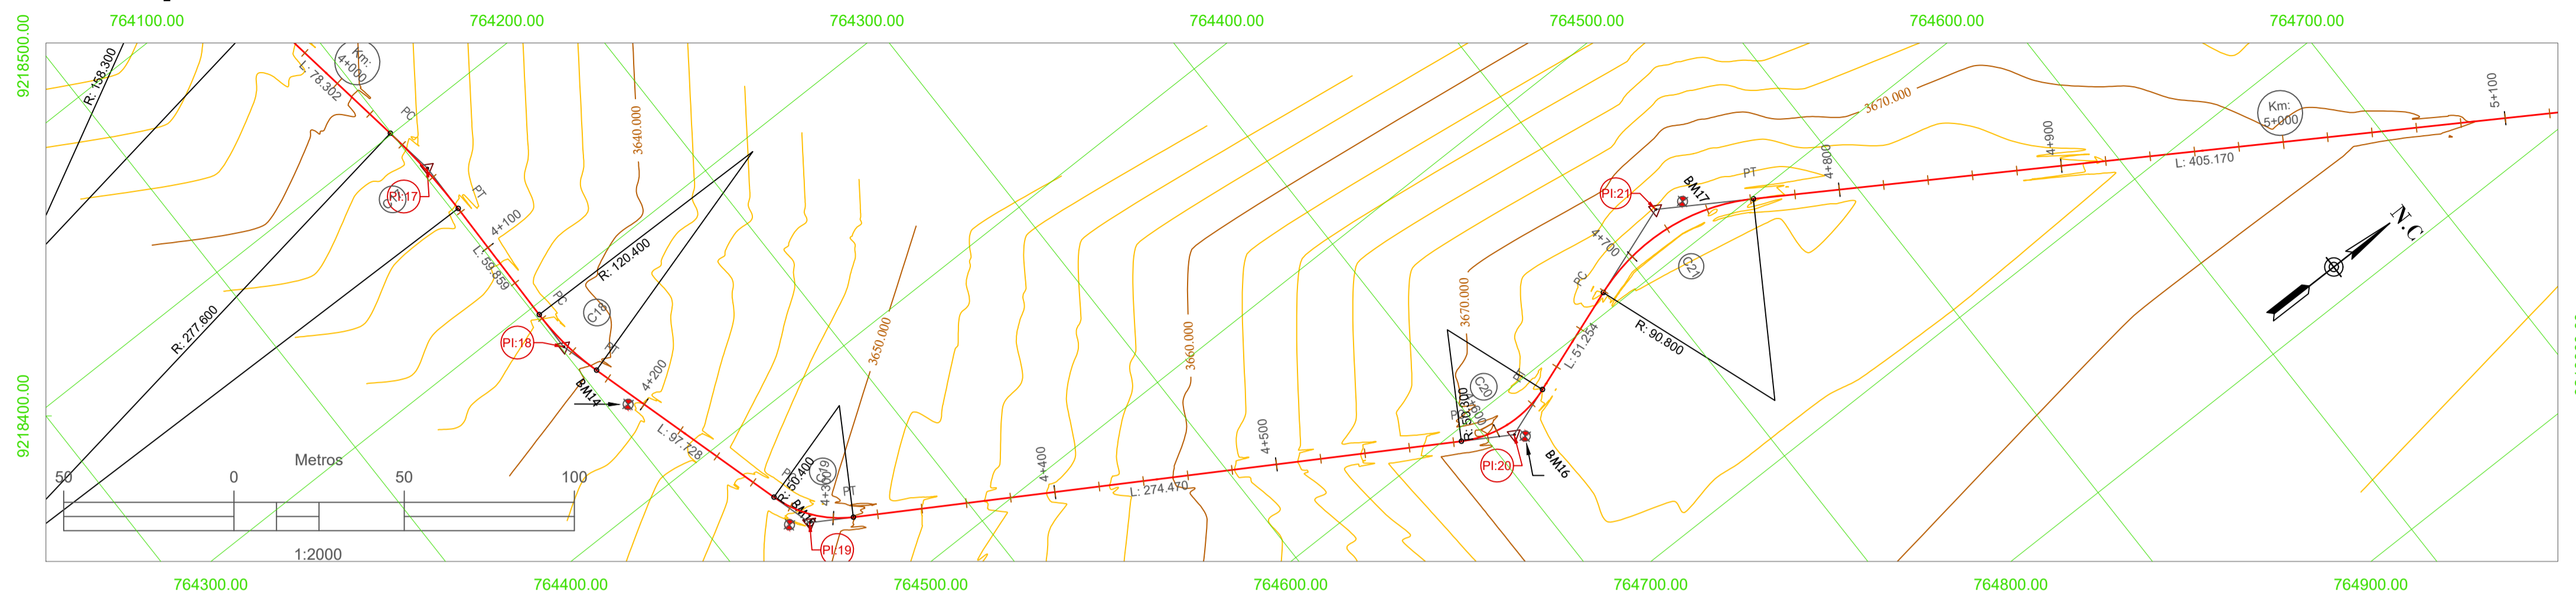 764100.00
764200.00
764300.00
764400.00
764500.00
764600.00
764700.00
9218500.00
9218400.00
R: 158.300
L: 78.302
Km:
4+000
PC
PI:17
PT
4+100
L: 59.859
R: 277.600
3640.000
R: 120.400
PC
C18
PI:18
PT
BM14
4+200
L: 97.728
3650.000
R: 50.400
C19
4+300
PT
BM15
PI:19
4+400
L: 274.470
3660.000
4+500
3670.000
C20
R: 50.800
PI:20
BM16
PT
L: 51.254
PC
R: 90.800
4+700
C21
PI:21
BM17
PT
4+800
3670.000
4+900
L: 405.170
Km:
5+000
5+100
N.C
Metros
50
0
50
100
1:2000
764300.00
764400.00
764500.00
764600.00
764700.00
764800.00
764900.00